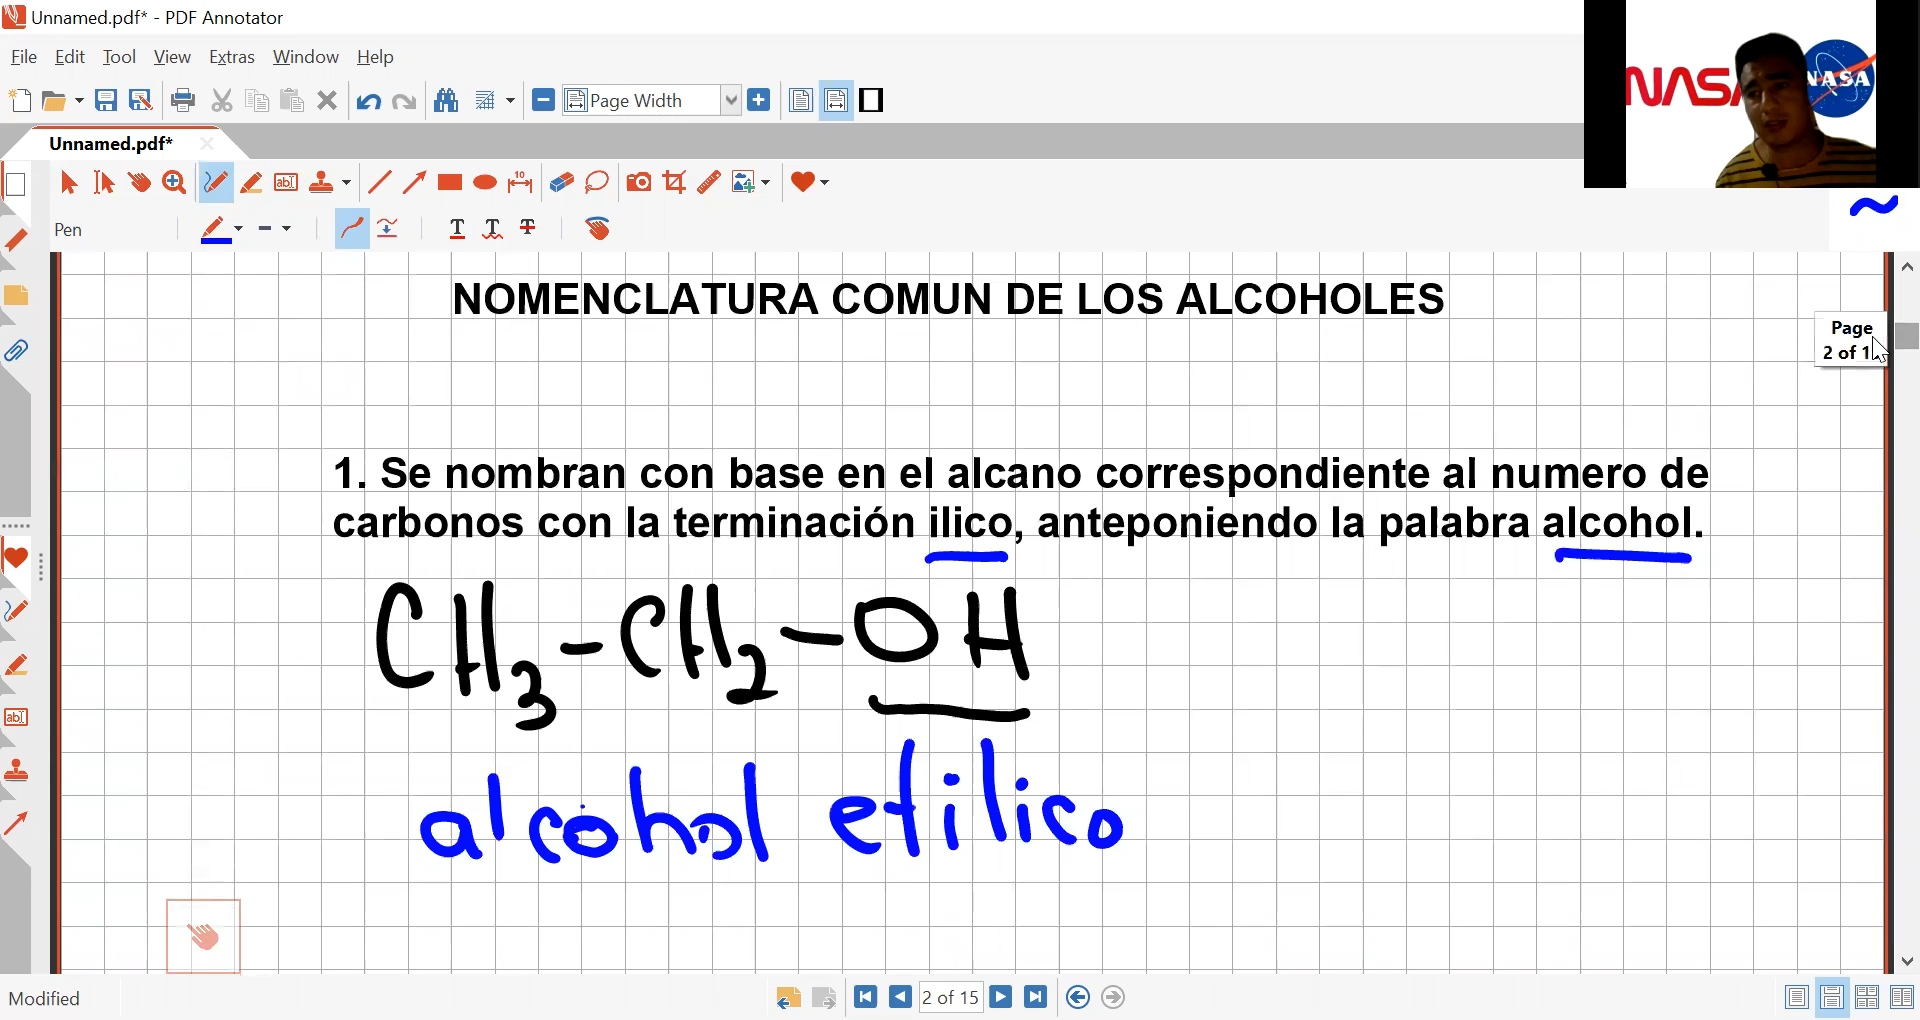 Unnamed.pdf* - PDF Annotator
File Edit Tool View Extras Window Help
NASA NASA
Page Width
Unnamed.pdf*
Pen
NOMENCLATURA COMUN DE LOS ALCOHOLES
Page
2 of 1
1. Se nombran con base en el alcano correspondiente al numero de
carbonos con la terminación ilico, anteponiendo la palabra alcohol.
CH3-CH2-OH
alcohol etilico
Modified
2 of 15